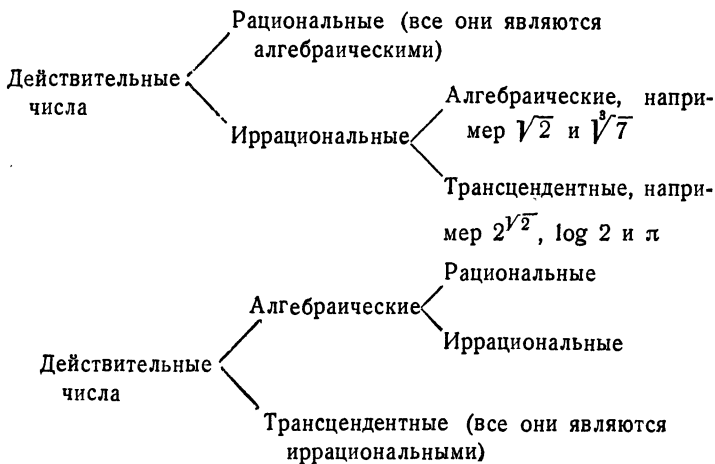 Рациональные (все они являются
алгебраическими)
Действительные
числа
Алгебраические, напри-
мер √2 и ∛7
Иррациональные
Трансцендентные, напри-
мер 2^√2, log 2 и π
Рациональные
Алгебраические
Иррациональные
Действительные
числа
Трансцендентные (все они являются
иррациональными)